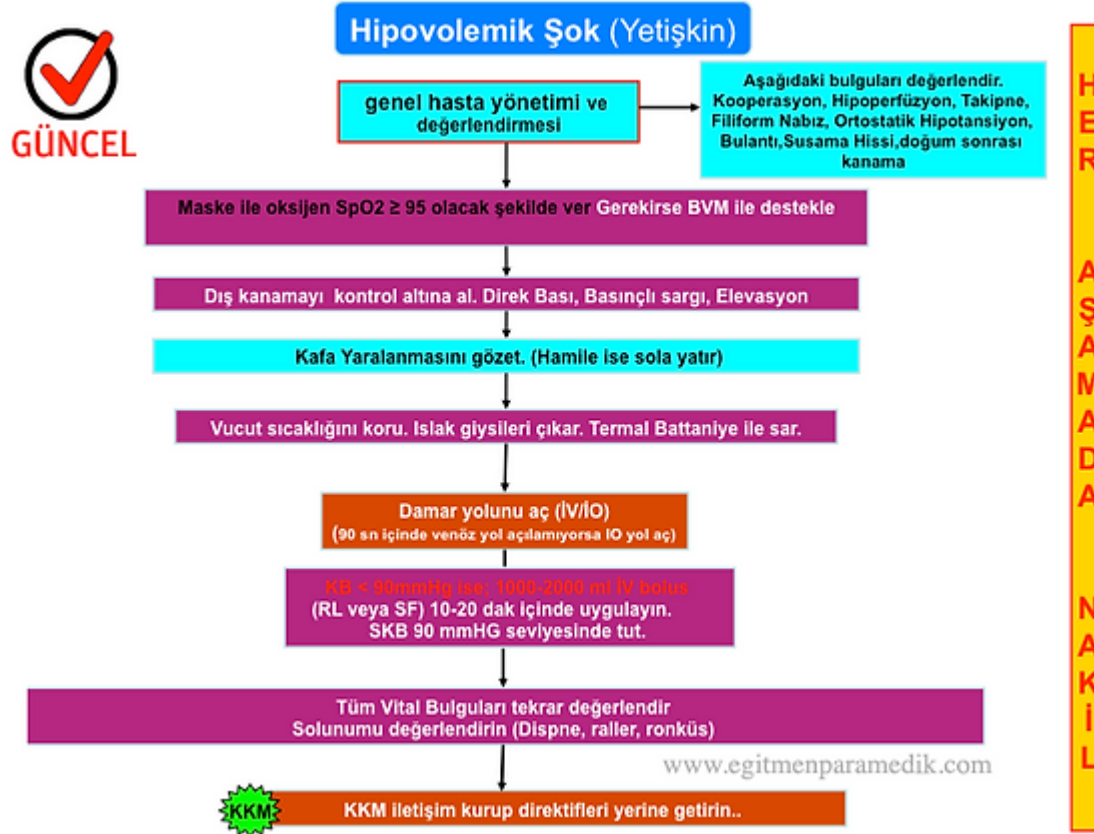 Hipovolemik Şok (Yetişkin)
GÜNCEL
genel hasta yönetimi ve
değerlendirmesi
Aşağıdaki bulguları değerlendir.
Kooperasyon, Hipoperfüzyon, Takipne,
Filiform Nabız, Ortostatik Hipotansiyon,
Bulantı,Susama Hissi,doğum sonrası
kanama
Maske ile oksijen SpO2 ≥ 95 olacak şekilde ver Gerekirse BVM ile destekle
Dış kanamayı kontrol altına al. Direk Bası, Basınçlı sargı, Elevasyon
Kafa Yaralanmasını gözet. (Hamile ise sola yatır)
Vucut sıcaklığını koru. Islak giysileri çıkar. Termal Battaniye ile sar.
Damar yolunu aç (İV/İO)
(90 sn içinde venöz yol açılamıyorsa IO yol aç)
KB < 90mmHg ise; 1000-2000 ml İV bolus
(RL veya SF) 10-20 dak içinde uygulayın.
SKB 90 mmHG seviyesinde tut.
Tüm Vital Bulguları tekrar değerlendir
Solunumu değerlendirin (Dispne, raller, ronküs)
www.egitmenparamedik.com
KKM
KKM iletişim kurup direktifleri yerine getirin..
HER AŞAMADA NAKİL